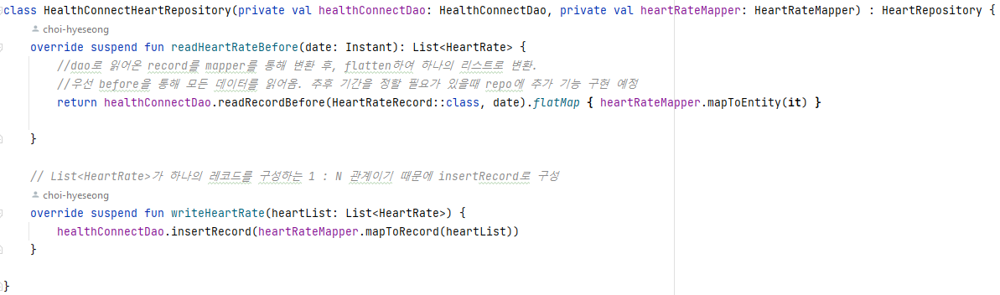 class HealthConnectHeartRepository(private val healthConnectDao: HealthConnectDao, private val heartRateMapper: HeartRateMapper) : HeartRepository {
choi-hyeseong
override suspend fun readHeartRateBefore(date: Instant): List<HeartRate> {
//dao로 읽어온 record를 mapper를 통해 변환 후, flatten하여 하나의 리스트로 변환.
//우선 before을 통해 모든 데이터를 읽어옴. 추후 기간을 정할 필요가 있을때 repo에 추가 기능 구현 예정
return healthConnectDao.readRecordBefore(HeartRateRecord::class, date).flatMap { heartRateMapper.mapToEntity(it) }
}
// List<HeartRate>가 하나의 레코드를 구성하는 1 : N 관계이기 때문에 insertRecord로 구성
choi-hyeseong
override suspend fun writeHeartRate(heartList: List<HeartRate>) {
healthConnectDao.insertRecord(heartRateMapper.mapToRecord(heartList))
}
}